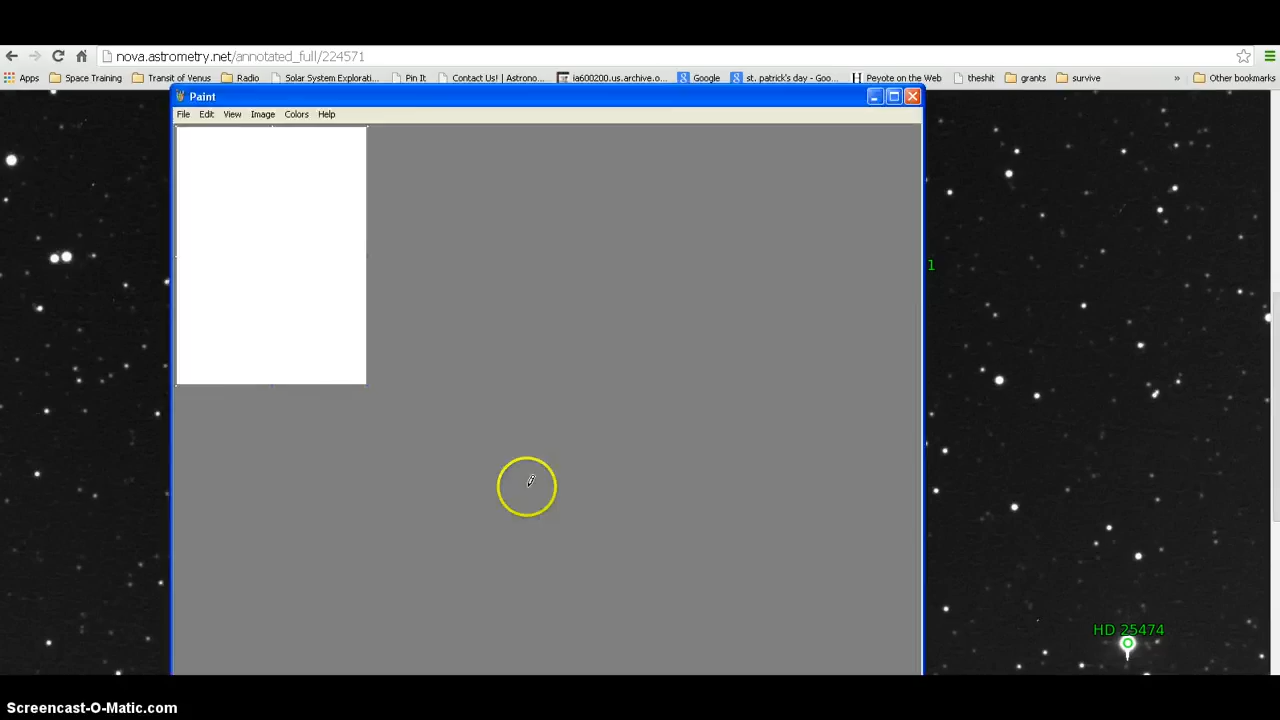 nova.astrometry.net/annotated_full/224571
Apps Space Training Transit of Venus Radio Solar System Explorati... Pin It Contact Us! | Astrono... ia600200.us.archive.o... Google st. patrick's day - Goo... Peyote on the Web theshit grants survive » Other bookmarks
Paint
File Edit View Image Colors Help
1
HD 25474
Screencast-O-Matic.com